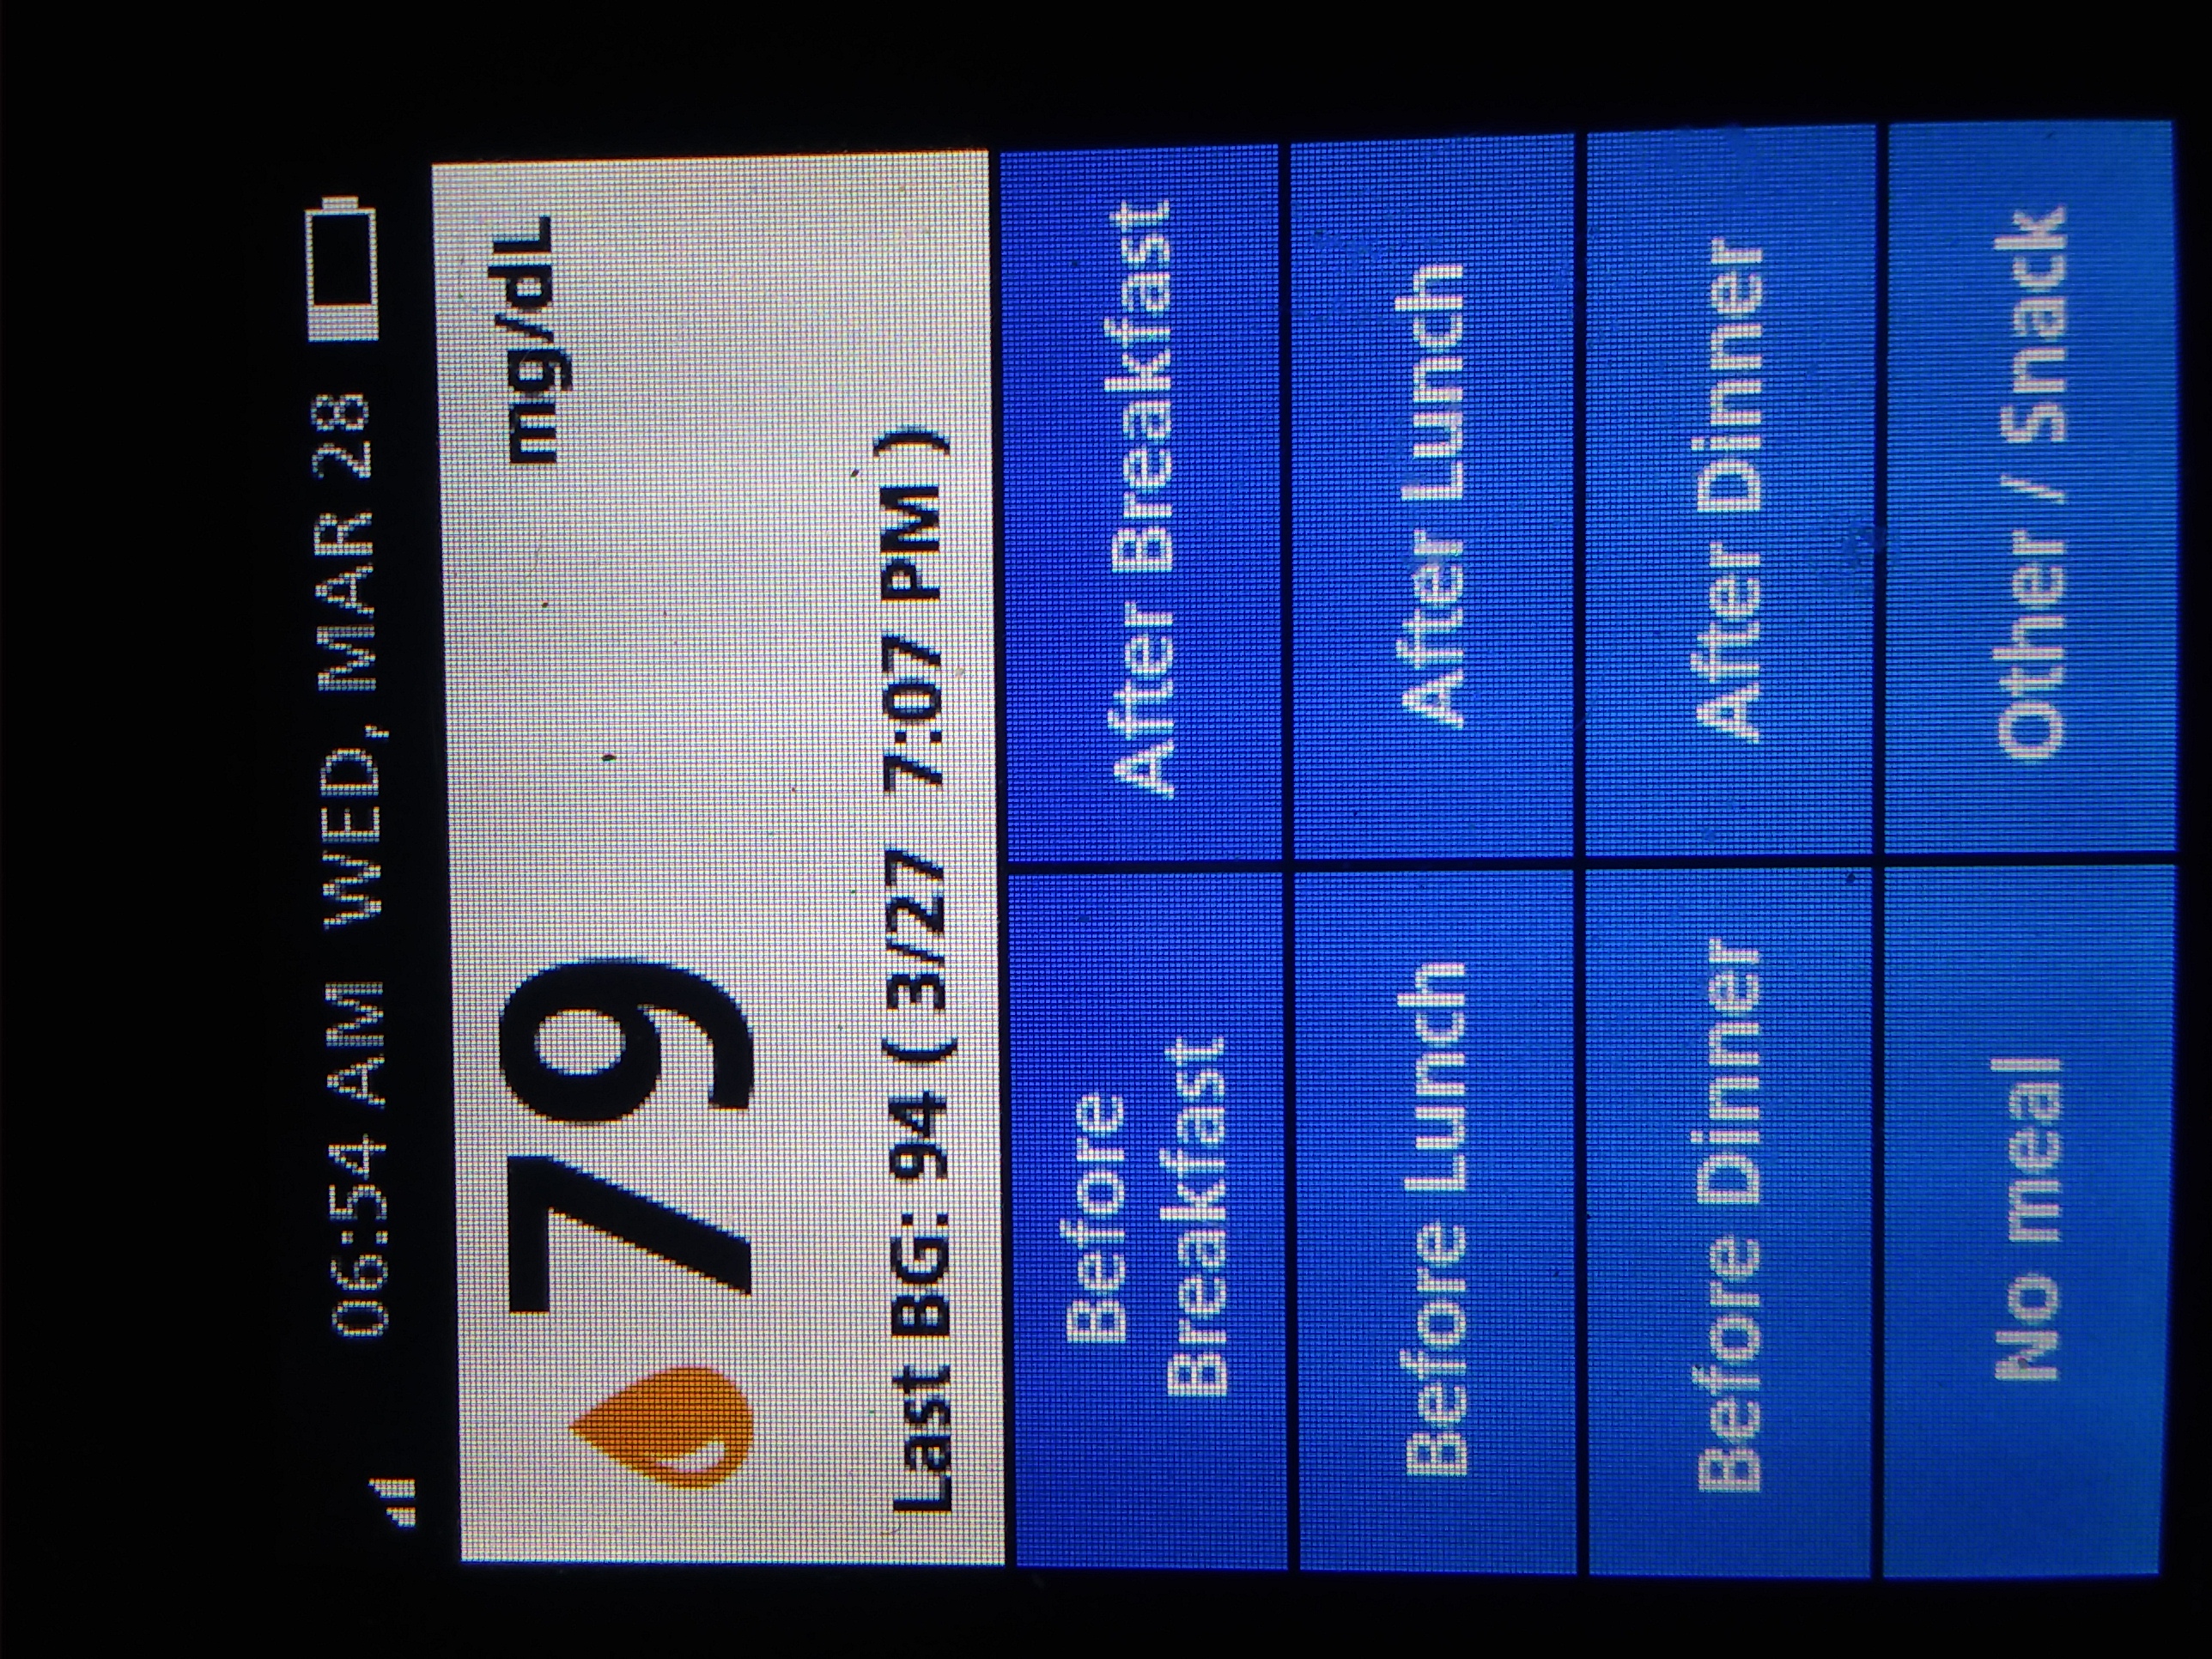 06:54 AM WED, MAR 28
79 mg/dL
Last BG: 94 ( 3/27 7:07 PM )
Before
Breakfast
After Breakfast
Before Lunch
After Lunch
Before Dinner
After Dinner
No meal
Other / Snack